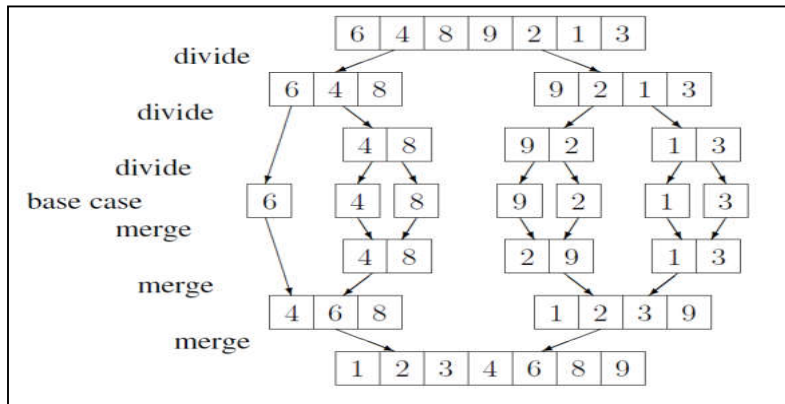 6 4 8 9 2 1 3
divide
6 4 8 9 2 1 3
divide
4 8 9 2 1 3
divide
base case 6 4 8 9 2 1 3
merge
4 8 2 9 1 3
merge
4 6 8 1 2 3 9
merge
1 2 3 4 6 8 9